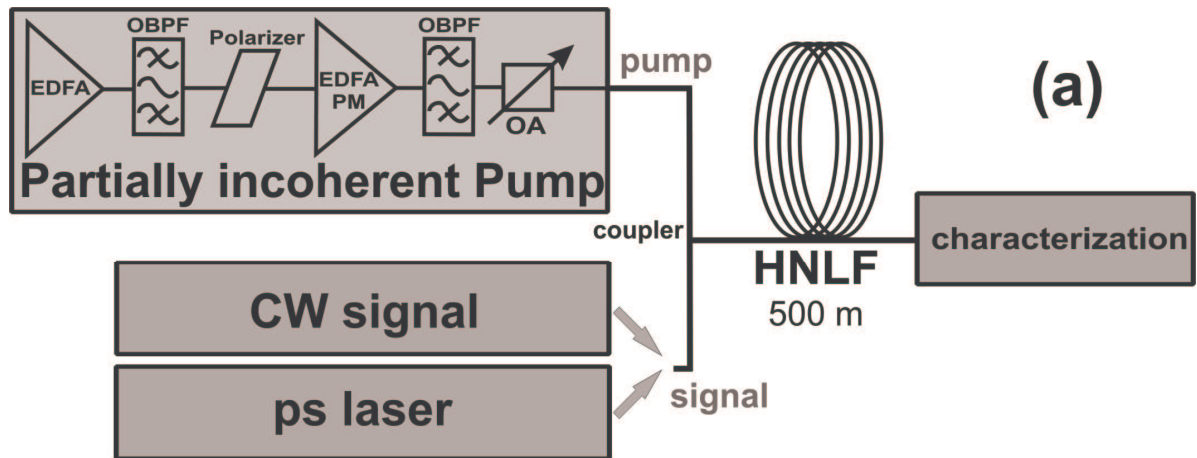 OBPF
Polarizer
OBPF
EDFA
EDFA
PM
OA
Partially incoherent Pump
pump
(a)
coupler
HNLF
500 m
characterization
CW signal
ps laser
signal